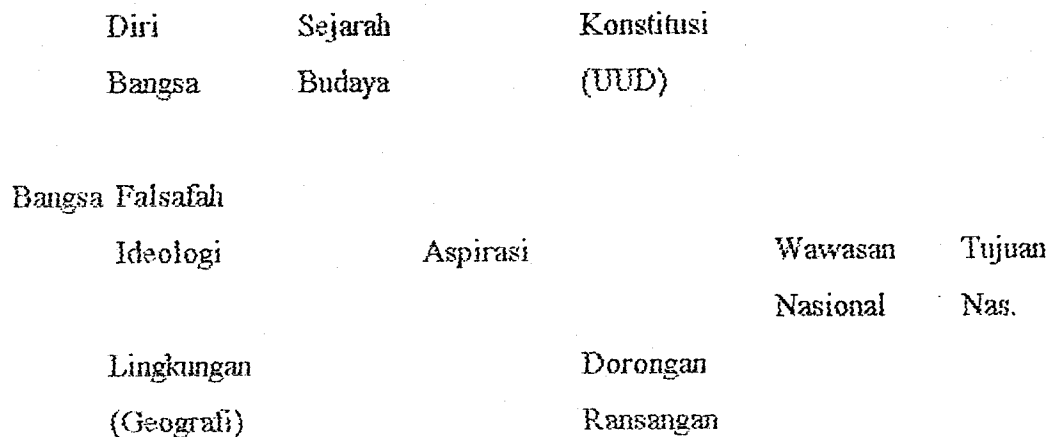 Diri Sejarah Konstitusi
Bangsa Budaya (UUD)
Bangsa Falsafah
Ideologi Aspirasi Wawasan Tujuan
Nasional Nas.
Lingkungan Dorongan
(Geografi) Ransangan